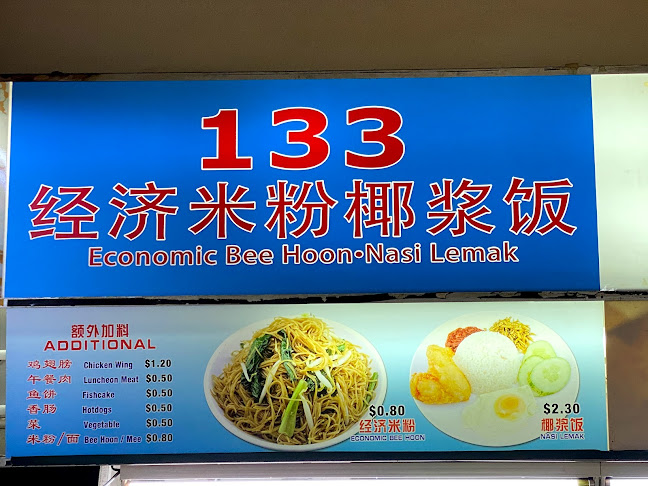 133
经济米粉椰浆饭
Economic Bee Hoon•Nasi Lemak
额外加料
ADDITIONAL
鸡翅膀 Chicken Wing $1.20
午餐肉 Luncheon Meat $0.50
鱼饼 Fishcake $0.50
香肠 Hotdogs $0.50
菜 Vegetable $0.50
米粉/面 Bee Hoon / Mee $0.80
$0.80
经济米粉
ECONOMIC BEE HOON
$2.30
椰浆饭
NASI LEMAK